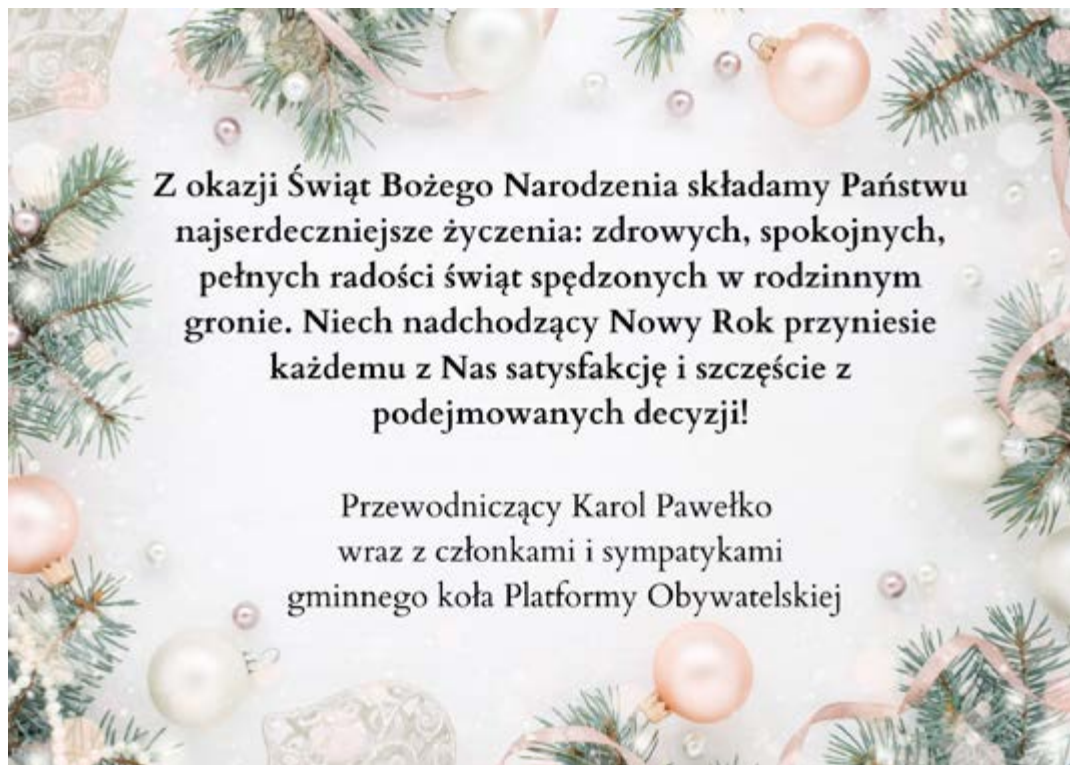 Z okazji Świąt Bożego Narodzenia składamy Państwu
najserdeczniejsze życzenia: zdrowych, spokojnych,
pełnych radości świąt spędzonych w rodzinnym
gronie. Niech nadchodzący Nowy Rok przyniesie
każdemu z Nas satysfakcję i szczęście z
podejmowanych decyzji!
Przewodniczący Karol Pawełko
wraz z członkami i sympatykami
gminnego koła Platformy Obywatelskiej